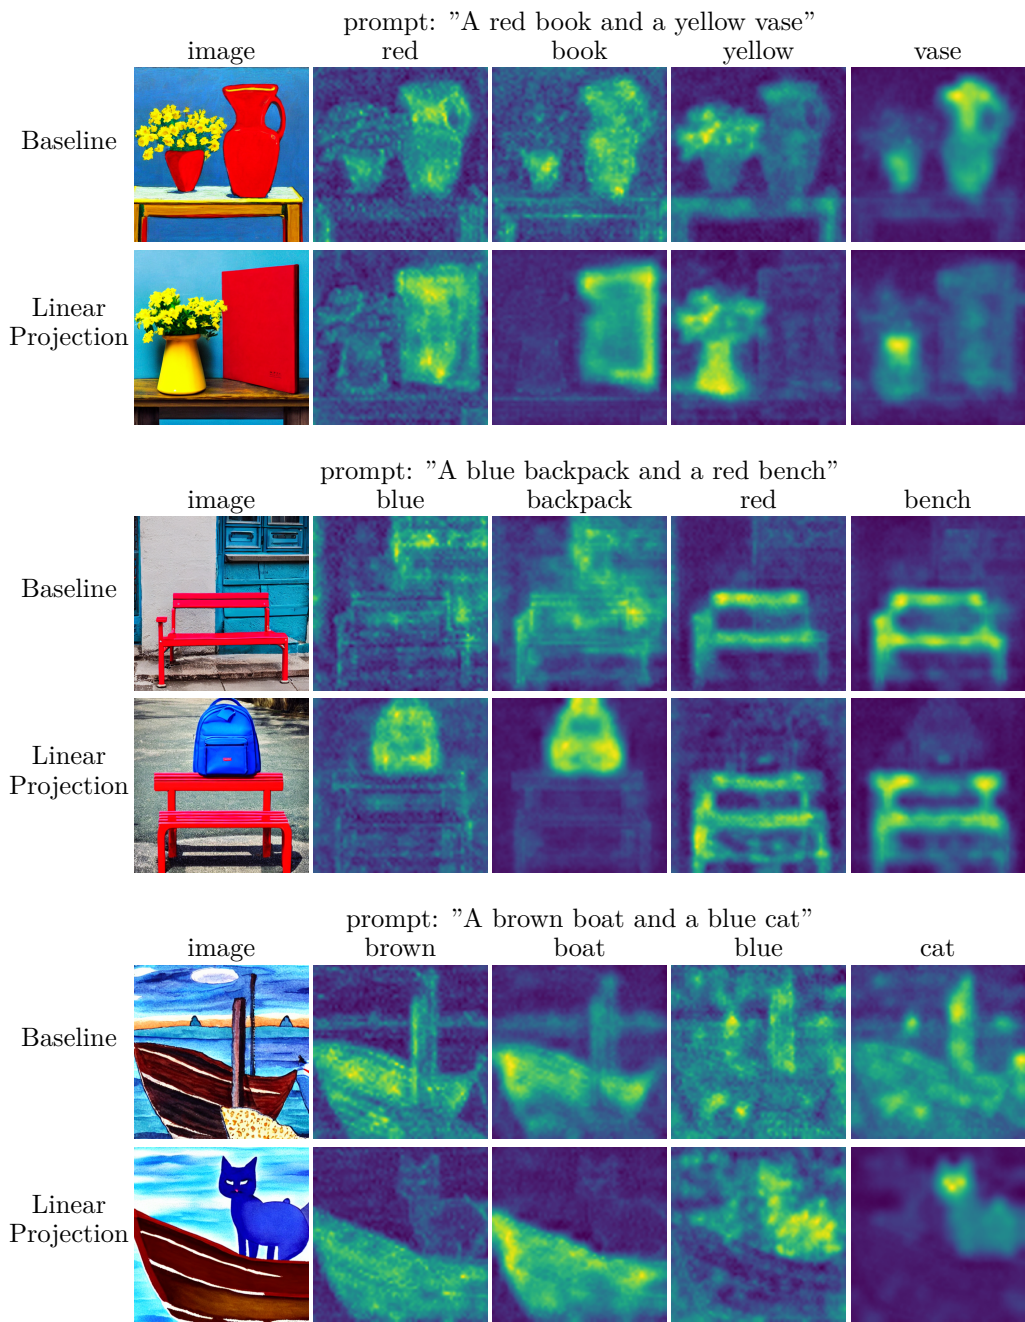 prompt: ”A red book and a yellow vase”
image red book yellow vase
Baseline
Linear
Projection
prompt: ”A blue backpack and a red bench”
image blue backpack red bench
Baseline
Linear
Projection
prompt: ”A brown boat and a blue cat”
image brown boat blue cat
Baseline
Linear
Projection